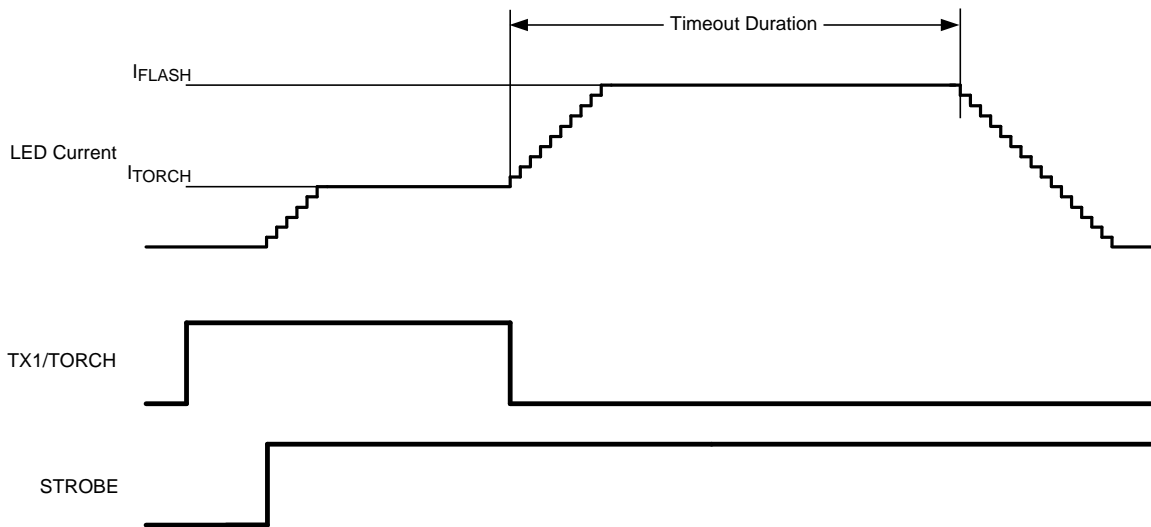 Timeout Duration
IFLASH
LED Current
ITORCH
TX1/TORCH
STROBE